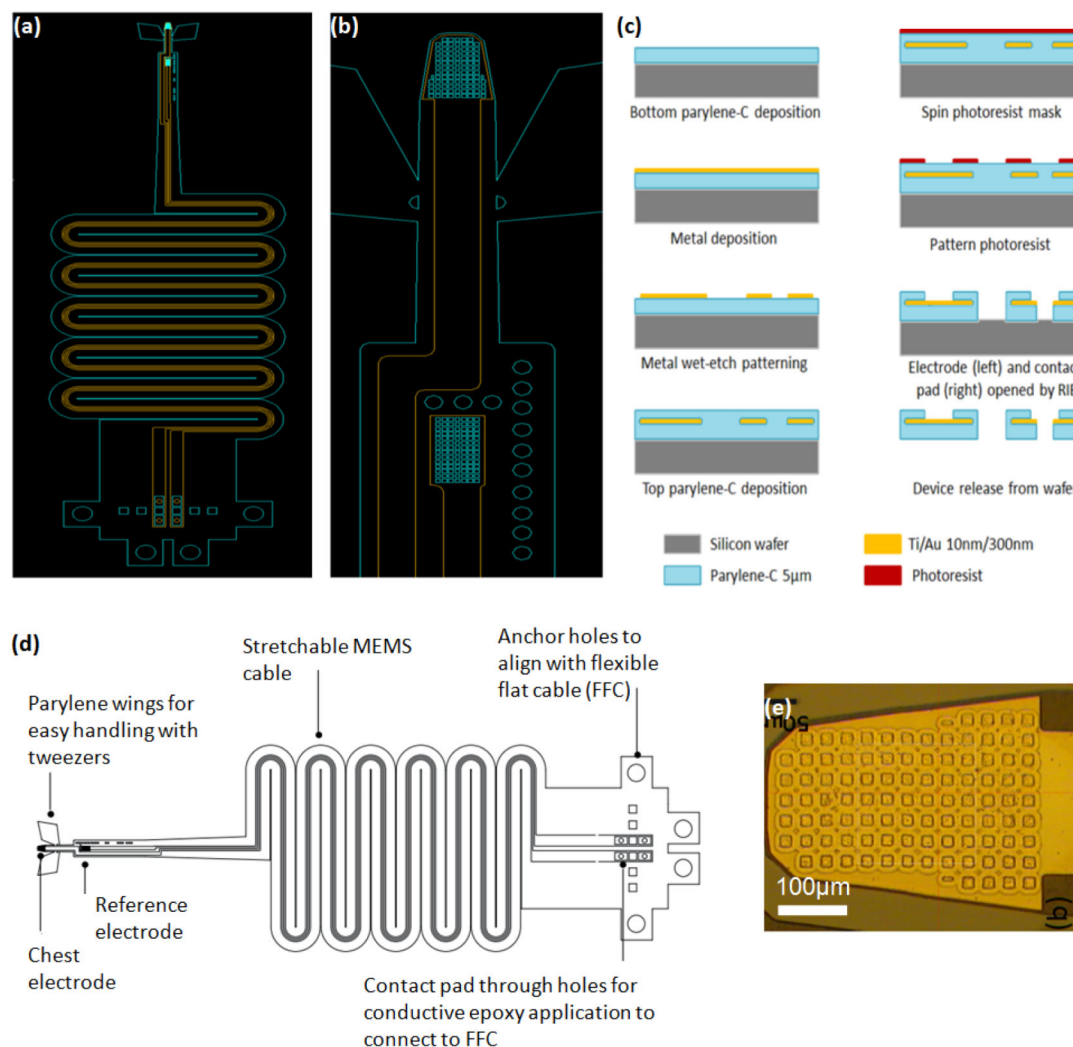 (a)
(b)
(c)
Bottom parylene-C deposition
Metal deposition
Metal wet-etch patterning
Top parylene-C deposition
Spin photoresist mask
Pattern photoresist
Electrode (left) and contac
pad (right) opened by RIE
Device release from wafe
Silicon wafer
Ti/Au 10nm/300nm
Parylene-C 5µm
Photoresist
(d)
Stretchable MEMS
cable
Anchor holes to
align with flexible
flat cable (FFC)
Parylene wings for
easy handling with
tweezers
Reference
electrode
Chest
electrode
Contact pad through holes for
conductive epoxy application to
connect to FFC
(e)
100µm